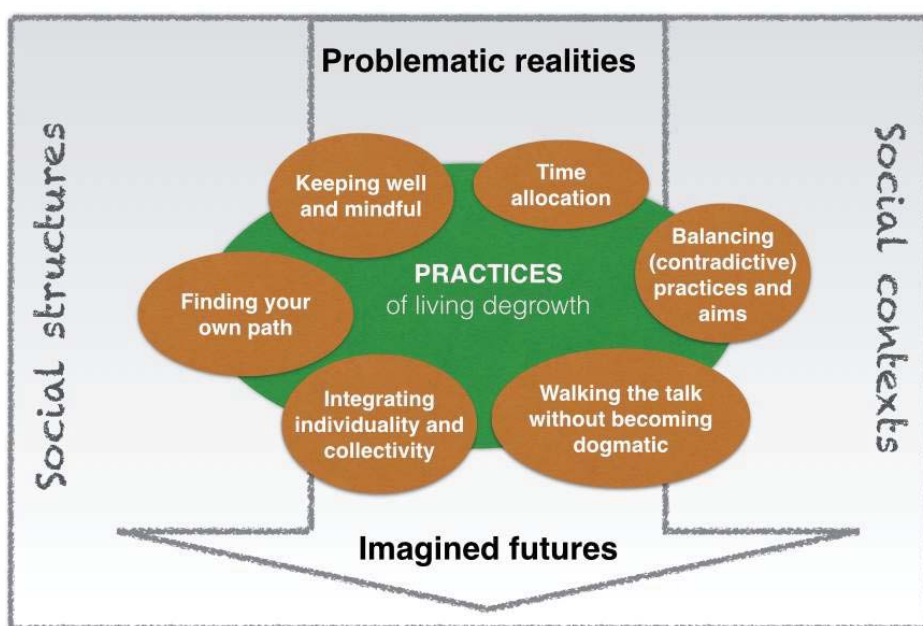 Problematic realities
Social structures
Social contexts
Keeping well
and mindful
Time
allocation
Balancing
(contradictive)
practices and
aims
PRACTICES
of living degrowth
Finding your
own path
Integrating
individuality and
collectivity
Walking the talk
without becoming
dogmatic
Imagined futures